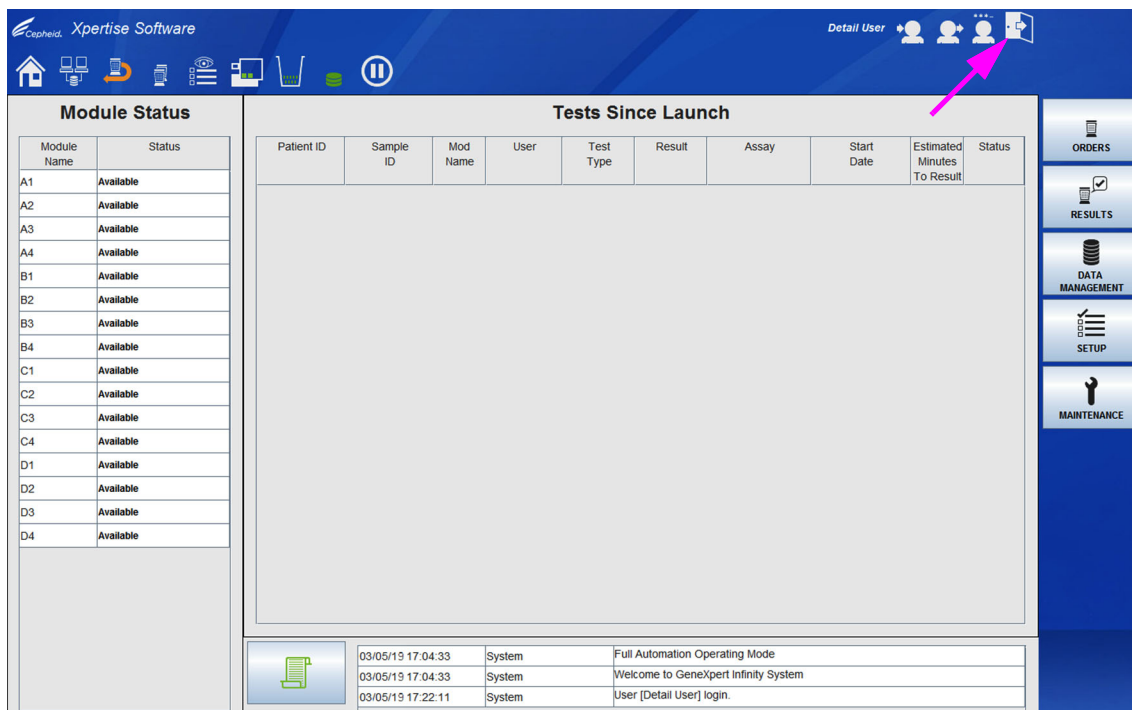 Cepheid. Xpertise Software
Detail User
Module Status
Module Name Status
A1 Available
A2 Available
A3 Available
A4 Available
B1 Available
B2 Available
B3 Available
B4 Available
C1 Available
C2 Available
C3 Available
C4 Available
D1 Available
D2 Available
D3 Available
D4 Available
Tests Since Launch
Patient ID Sample ID Mod Name User Test Type Result Assay Start Date Estimated Minutes To Result Status
ORDERS
RESULTS
DATA
MANAGEMENT
SETUP
MAINTENANCE
03/05/19 17:04:33 System Full Automation Operating Mode
03/05/19 17:04:33 System Welcome to GeneXpert Infinity System
03/05/19 17:22:11 System User [Detail User] login.